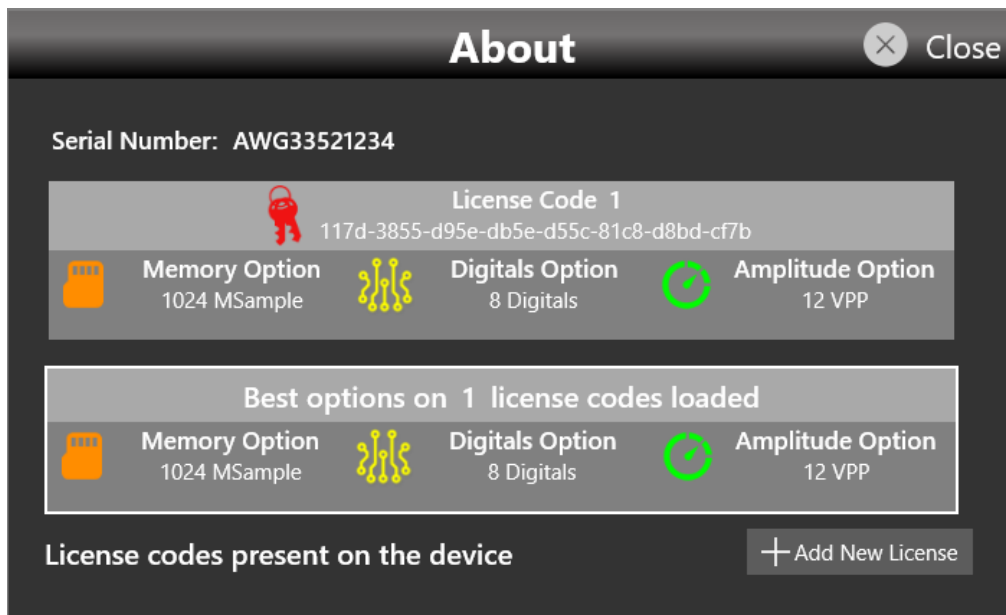 About
Close
Serial Number: AWG33521234
License Code 1
117d-3855-d95e-db5e-d55c-81c8-d8bd-cf7b
Memory Option Digitals Option Amplitude Option
1024 MSample 8 Digitals 12 VPP
Best options on 1 license codes loaded
Memory Option Digitals Option Amplitude Option
1024 MSample 8 Digitals 12 VPP
License codes present on the device
Add New License